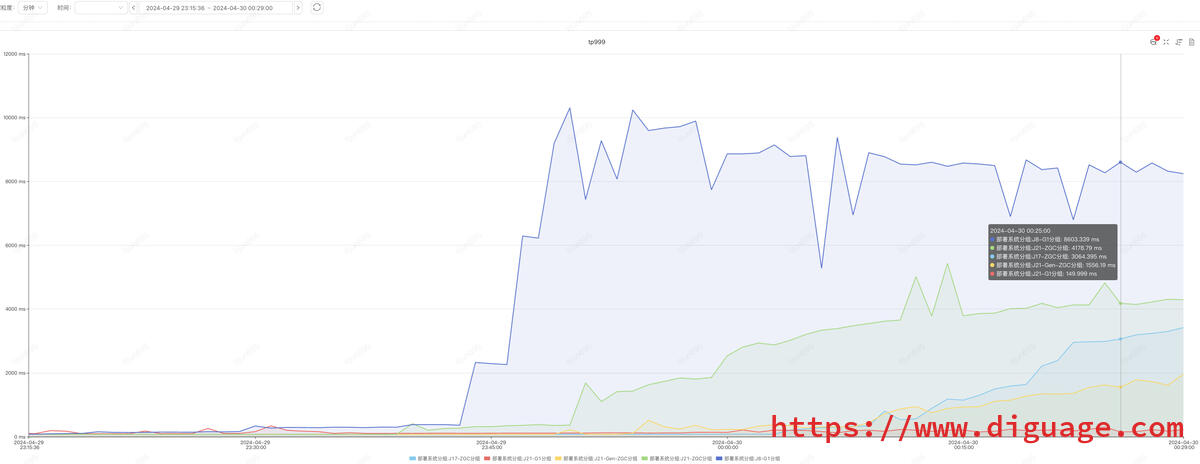 粒度: 分钟 时间: 2024-04-29 23:15:36 ~ 2024-04-30 00:29:00
tp999
12000 ms
10000 ms
8000 ms
6000 ms
4000 ms
2000 ms
0 ms
2024-04-30 00:25:00
部署系统分组:J8-G1分组: 8603.339 ms
部署系统分组:J21-ZGC分组: 4178.79 ms
部署系统分组:J17-ZGC分组: 3064.395 ms
部署系统分组:J21-Gen-ZGC分组: 1556.19 ms
部署系统分组:J21-G1分组: 149.999 ms
https://www.diguage.com
2024-04-29 23:15:36
2024-04-29 23:30:00
2024-04-29 23:45:00
2024-04-30 00:00:00
2024-04-30 00:15:00
2024-04-30 00:29:00
部署系统分组:J17-ZGC分组 部署系统分组:J21-G1分组 部署系统分组:J21-Gen-ZGC分组 部署系统分组:J21-ZGC分组 部署系统分组:J8-G1分组